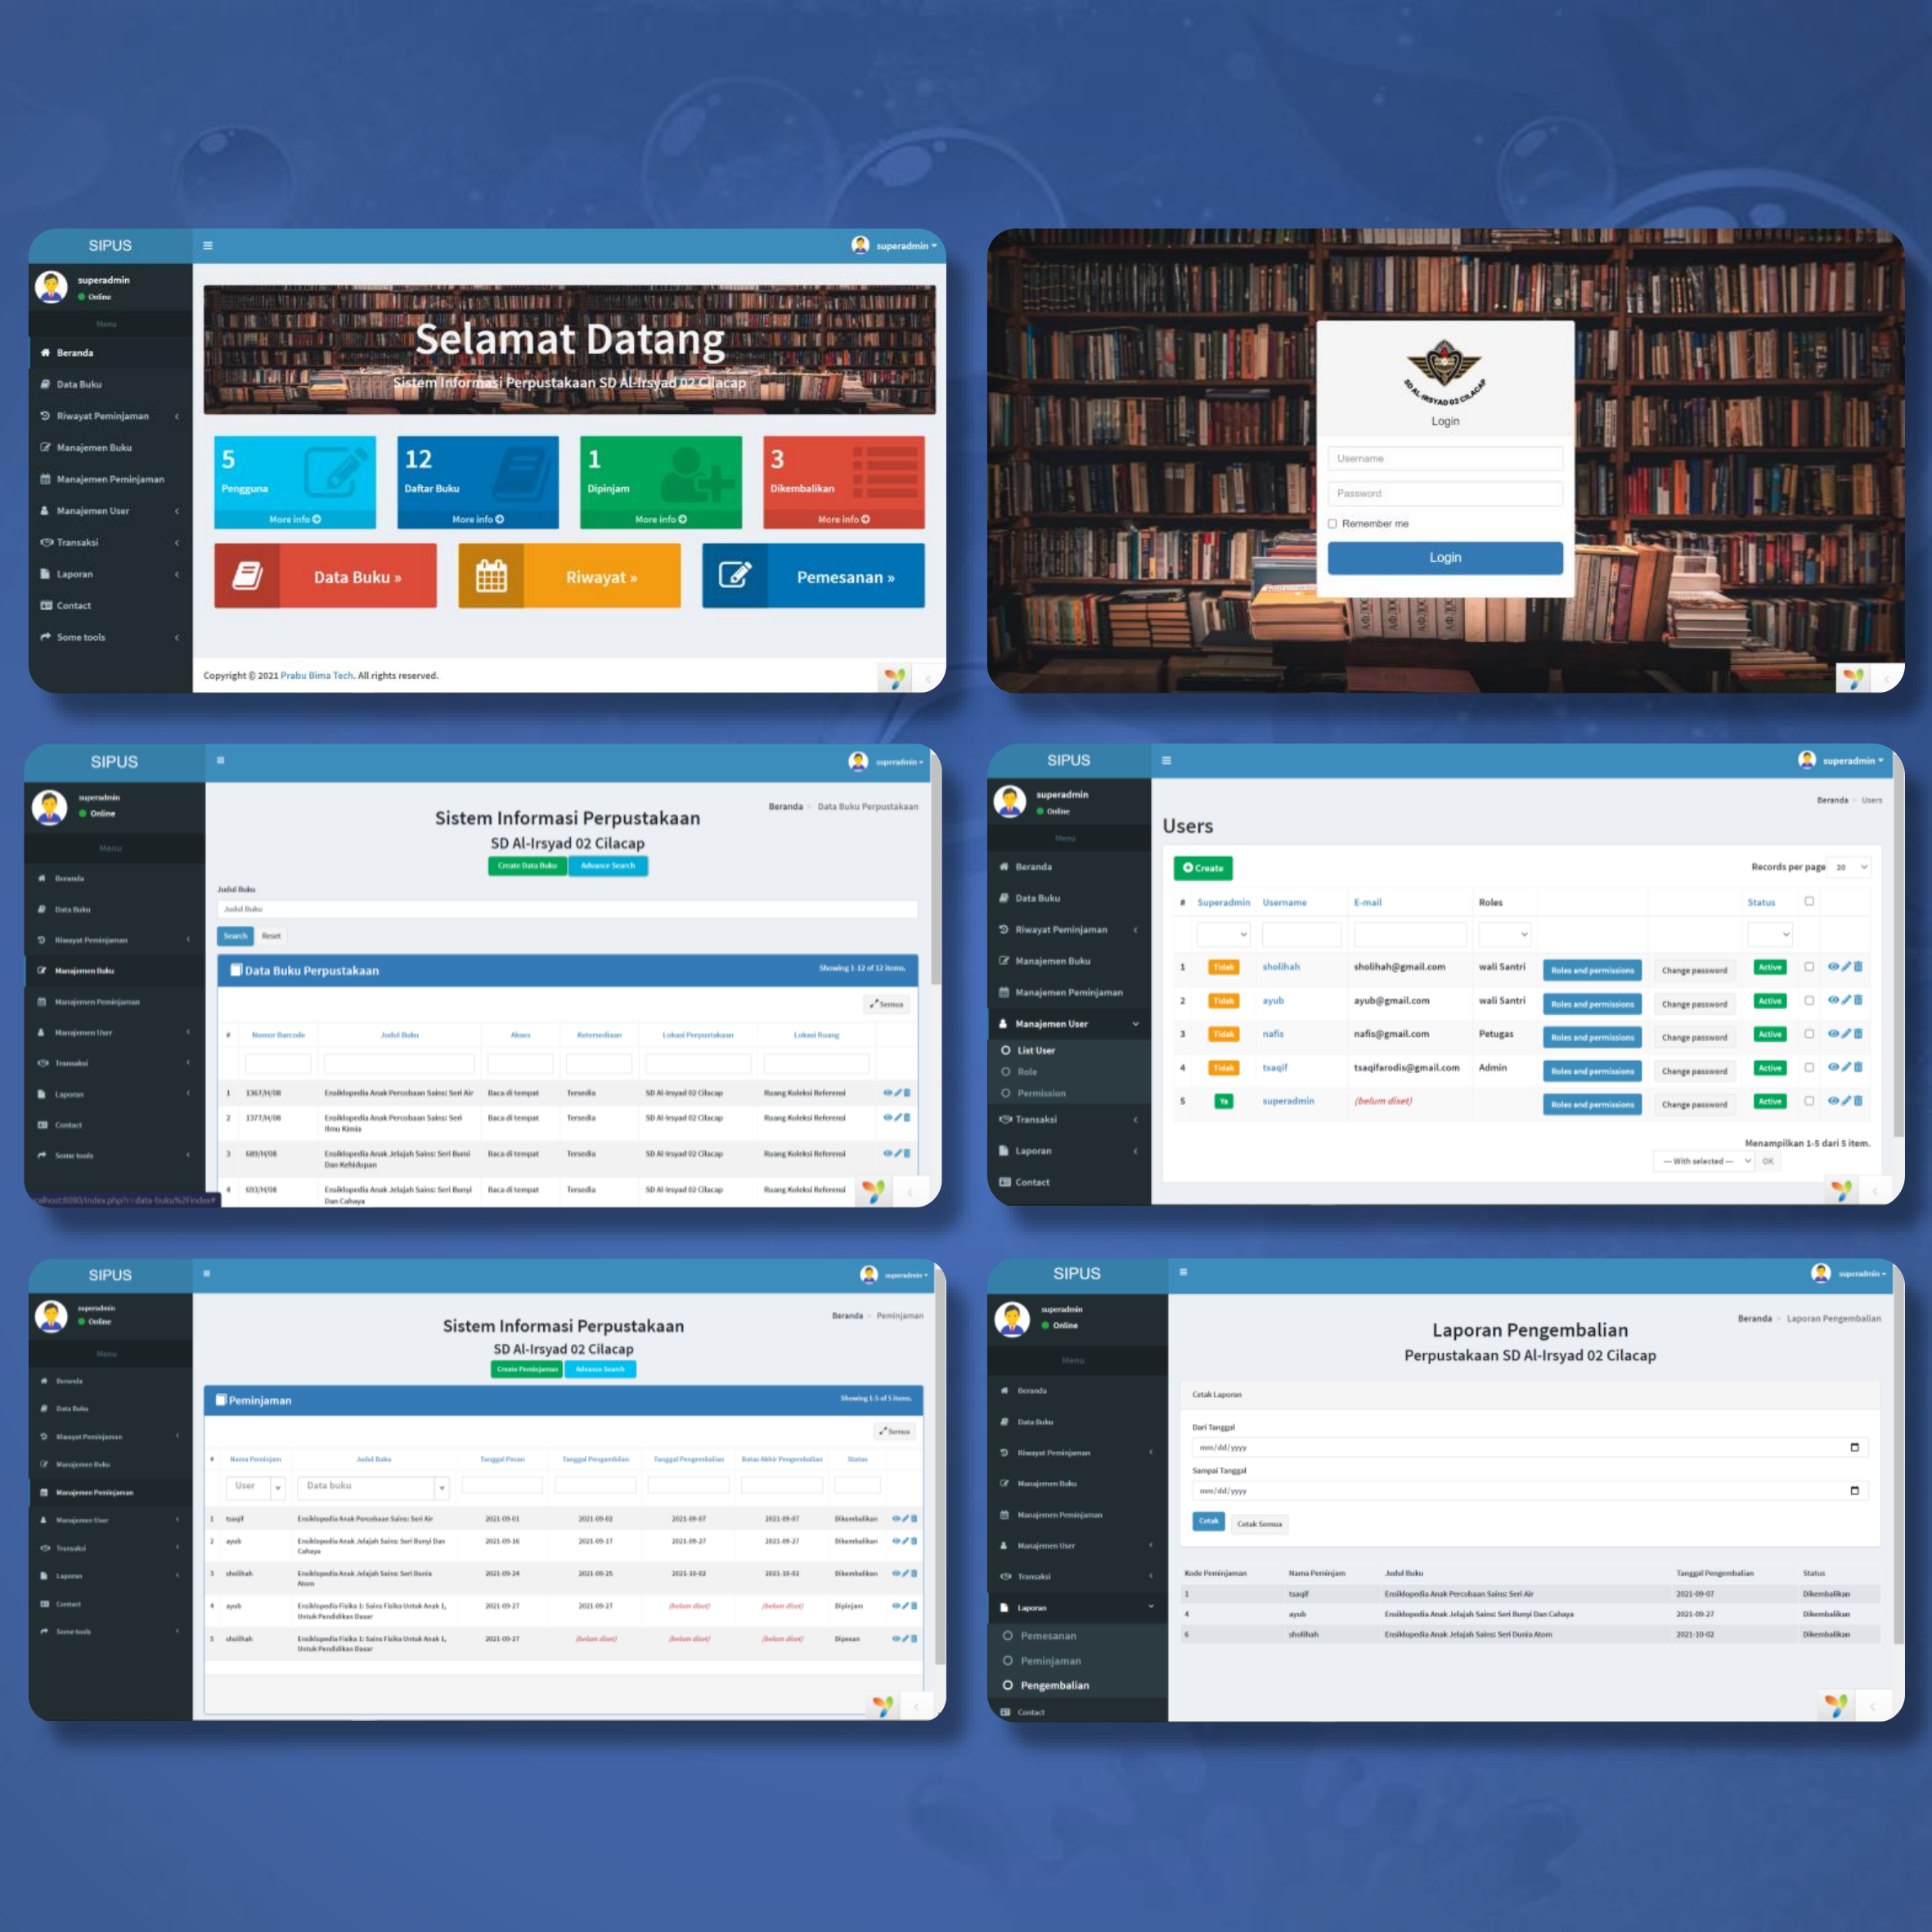 SIPUS
superadmin
superadmin
Online
Menu
Beranda
Data Buku
Riwayat Peminjaman
Manajemen Buku
Manajemen Peminjaman
Manajemen User
Transaksi
Laporan
Contact
Some tools
Selamat Datang
Sistem Informasi Perpustakaan SD Al-Irsyad 02 Cilacap
5
Pengguna
More info
12
Daftar Buku
More info
1
Dipinjam
More info
3
Dikembalikan
More info
Data Buku »
Riwayat »
Pemesanan »
Copyright © 2021 Prabu Bima Tech. All rights reserved.
SD AL-IRSYAD 02 CILACAP
Login
Username
Password
Remember me
Login
SIPUS
superadmin
superadmin
Online
Menu
Beranda
Data Buku
Riwayat Peminjaman
Manajemen Buku
Manajemen Peminjaman
Manajemen User
Transaksi
Laporan
Contact
Some tools
calhost:8080/index.php?r=data-buku%2Findex#
Beranda > Data Buku Perpustakaan
Sistem Informasi Perpustakaan
SD Al-Irsyad 02 Cilacap
Create Data Buku Advance Search
Judul Buku
Judul Buku
Search Reset
Data Buku Perpustakaan Showing 1-12 of 12 items.
Semua
# Nomor Barcode Judul Buku Akses Ketersediaan Lokasi Perpustakaan Lokasi Ruang
1 1367/H/08 Ensiklopedia Anak Percobaan Sains: Seri Air Baca di tempat Tersedia SD Al-Irsyad 02 Cilacap Ruang Koleksi Referensi
2 1377/H/08 Ensiklopedia Anak Percobaan Sains: Seri Baca di tempat Tersedia SD Al-Irsyad 02 Cilacap Ruang Koleksi Referensi
Ilmu Kimia
3 689/H/08 Ensiklopedia Anak Jelajah Sains: Seri Bumi Baca di tempat Tersedia SD Al-Irsyad 02 Cilacap Ruang Koleksi Referensi
Dan Kehidupan
4 693/H/08 Ensiklopedia Anak Jelajah Sains: Seri Bunyi Baca di tempat Tersedia SD Al-Irsyad 02 Cilacap Ruang Koleksi Referensi
Dan Cahaya
SIPUS
superadmin
superadmin
Online
Menu
Beranda
Data Buku
Riwayat Peminjaman
Manajemen Buku
Manajemen Peminjaman
Manajemen User
List User
Role
Permission
Transaksi
Laporan
Contact
Beranda > Users
Users
Create Records per page 20
# Superadmin Username E-mail Roles Status
1 Tidak sholihah sholihah@gmail.com wali Santri Roles and permissions Change password Active
2 Tidak ayub ayub@gmail.com wali Santri Roles and permissions Change password Active
3 Tidak nafis nafis@gmail.com Petugas Roles and permissions Change password Active
4 Tidak tsaqif tsaqifarodis@gmail.com Admin Roles and permissions Change password Active
5 Ya superadmin (belum diset) Roles and permissions Change password Active
Menampilkan 1-5 dari 5 item.
--- With selected --- OK
SIPUS
superadmin
superadmin
Online
Menu
Beranda
Data Buku
Riwayat Peminjaman
Manajemen Buku
Manajemen Peminjaman
Manajemen User
Transaksi
Laporan
Contact
Some tools
Beranda > Peminjaman
Sistem Informasi Perpustakaan
SD Al-Irsyad 02 Cilacap
Create Peminjaman Advance Search
Peminjaman Showing 1-5 of 5 items.
Semua
# Nama Peminjam Judul Buku Tanggal Pesan Tanggal Pengambilan Tanggal Pengembalian Batas Akhir Pengembalian Status
User Data buku
1 tsaqif Ensiklopedia Anak Percobaan Sains: Seri Air 2021-09-01 2021-09-02 2021-09-07 2021-09-07 Dikembalikan
2 ayub Ensiklopedia Anak Jelajah Sains: Seri Bunyi Dan 2021-09-16 2021-09-17 2021-09-27 2021-09-27 Dikembalikan
Cahaya
3 sholihah Ensiklopedia Anak Jelajah Sains: Seri Dunia 2021-09-24 2021-09-25 2021-10-02 2021-10-02 Dikembalikan
Atom
4 ayub Ensiklopedia Fisika 1: Sains Fisika Untuk Anak 1, 2021-09-27 2021-09-27 (belum diset) (belum diset) Dipinjam
Untuk Pendidikan Dasar
5 sholihah Ensiklopedia Fisika 1: Sains Fisika Untuk Anak 1, 2021-09-27 (belum diset) (belum diset) (belum diset) Dipesan
Untuk Pendidikan Dasar
SIPUS
superadmin
superadmin
Online
Menu
Beranda
Data Buku
Riwayat Peminjaman
Manajemen Buku
Manajemen Peminjaman
Manajemen User
Transaksi
Laporan
Pemesanan
Peminjaman
Pengembalian
Contact
Beranda > Laporan Pengembalian
Laporan Pengembalian
Perpustakaan SD Al-Irsyad 02 Cilacap
Cetak Laporan
Dari Tanggal
mm/dd/yyyy
Sampai Tanggal
mm/dd/yyyy
Cetak Cetak Semua
Kode Peminjaman Nama Peminjam Judul Buku Tanggal Pengembalian Status
1 tsaqif Ensiklopedia Anak Percobaan Sains: Seri Air 2021-09-07 Dikembalikan
4 ayub Ensiklopedia Anak Jelajah Sains: Seri Bunyi Dan Cahaya 2021-09-27 Dikembalikan
6 sholihah Ensiklopedia Anak Jelajah Sains: Seri Dunia Atom 2021-10-02 Dikembalikan